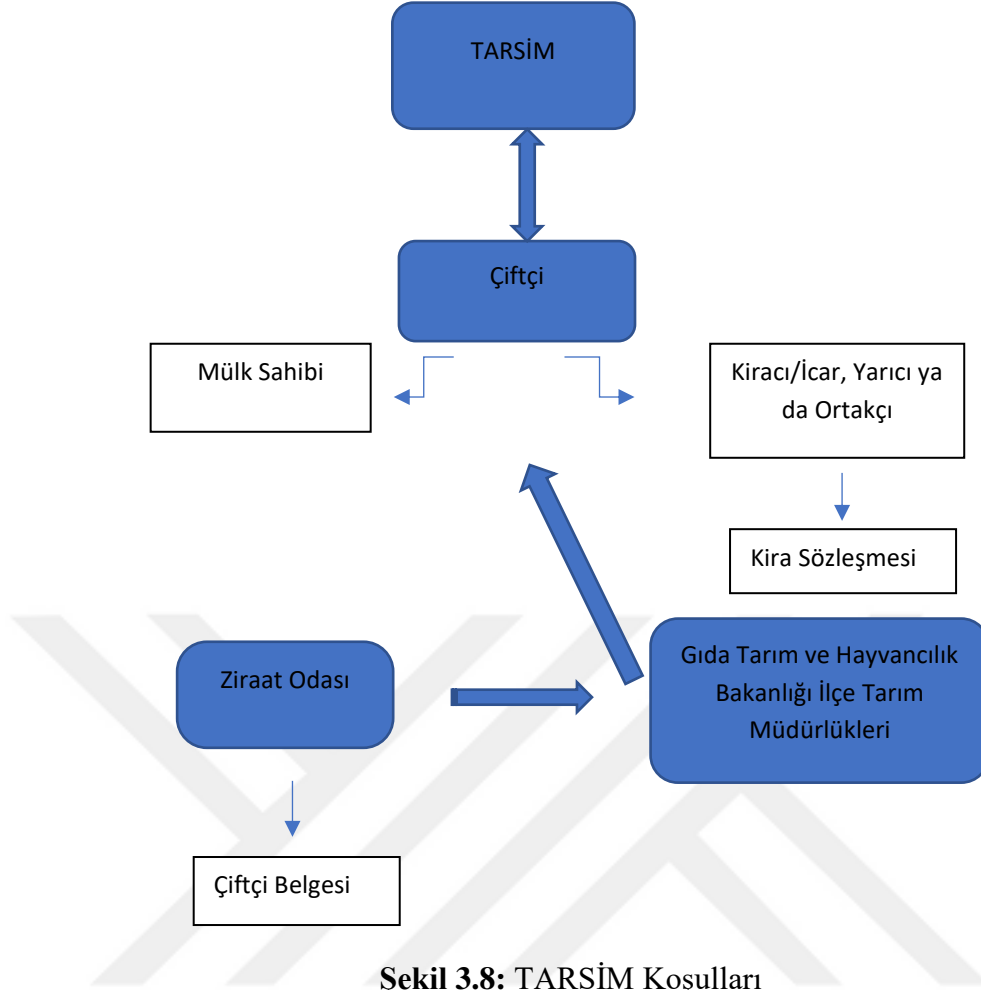 TARSİM
Çiftçi
Mülk Sahibi
Kiracı/İcar, Yarıcı ya
da Ortakçı
Kira Sözleşmesi
Ziraat Odası
Gıda Tarım ve Hayvancılık
Bakanlığı İlçe Tarım
Müdürlükleri
Çiftçi Belgesi
Sekil 3.8: TARSİM Kosulları